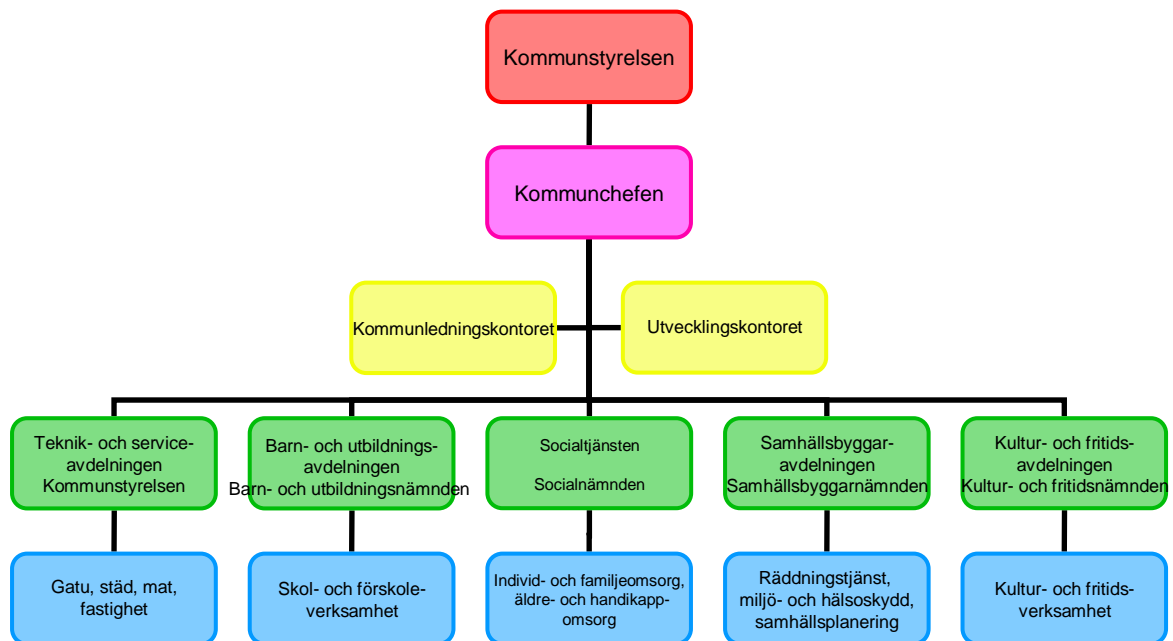 Kommunstyrelsen
Kommunchefen
Kommunledningskontoret
Utvecklingskontoret
Teknik- och service-
avdelningen
Kommunstyrelsen
Barn- och utbildnings-
avdelningen
Barn- och utbildningsnämnden
Socialtjänsten
Socialnämnden
Samhällsbyggar-
avdelningen
Samhällsbyggarnämnden
Kultur- och fritids-
avdelningen
Kultur- och fritidsnämnden
Gatu, städ, mat,
fastighet
Skol- och förskole-
verksamhet
Individ- och familjeomsorg,
äldre- och handikapp-
omsorg
Räddningstjänst,
miljö- och hälsoskydd,
samhällsplanering
Kultur- och fritids-
verksamhet